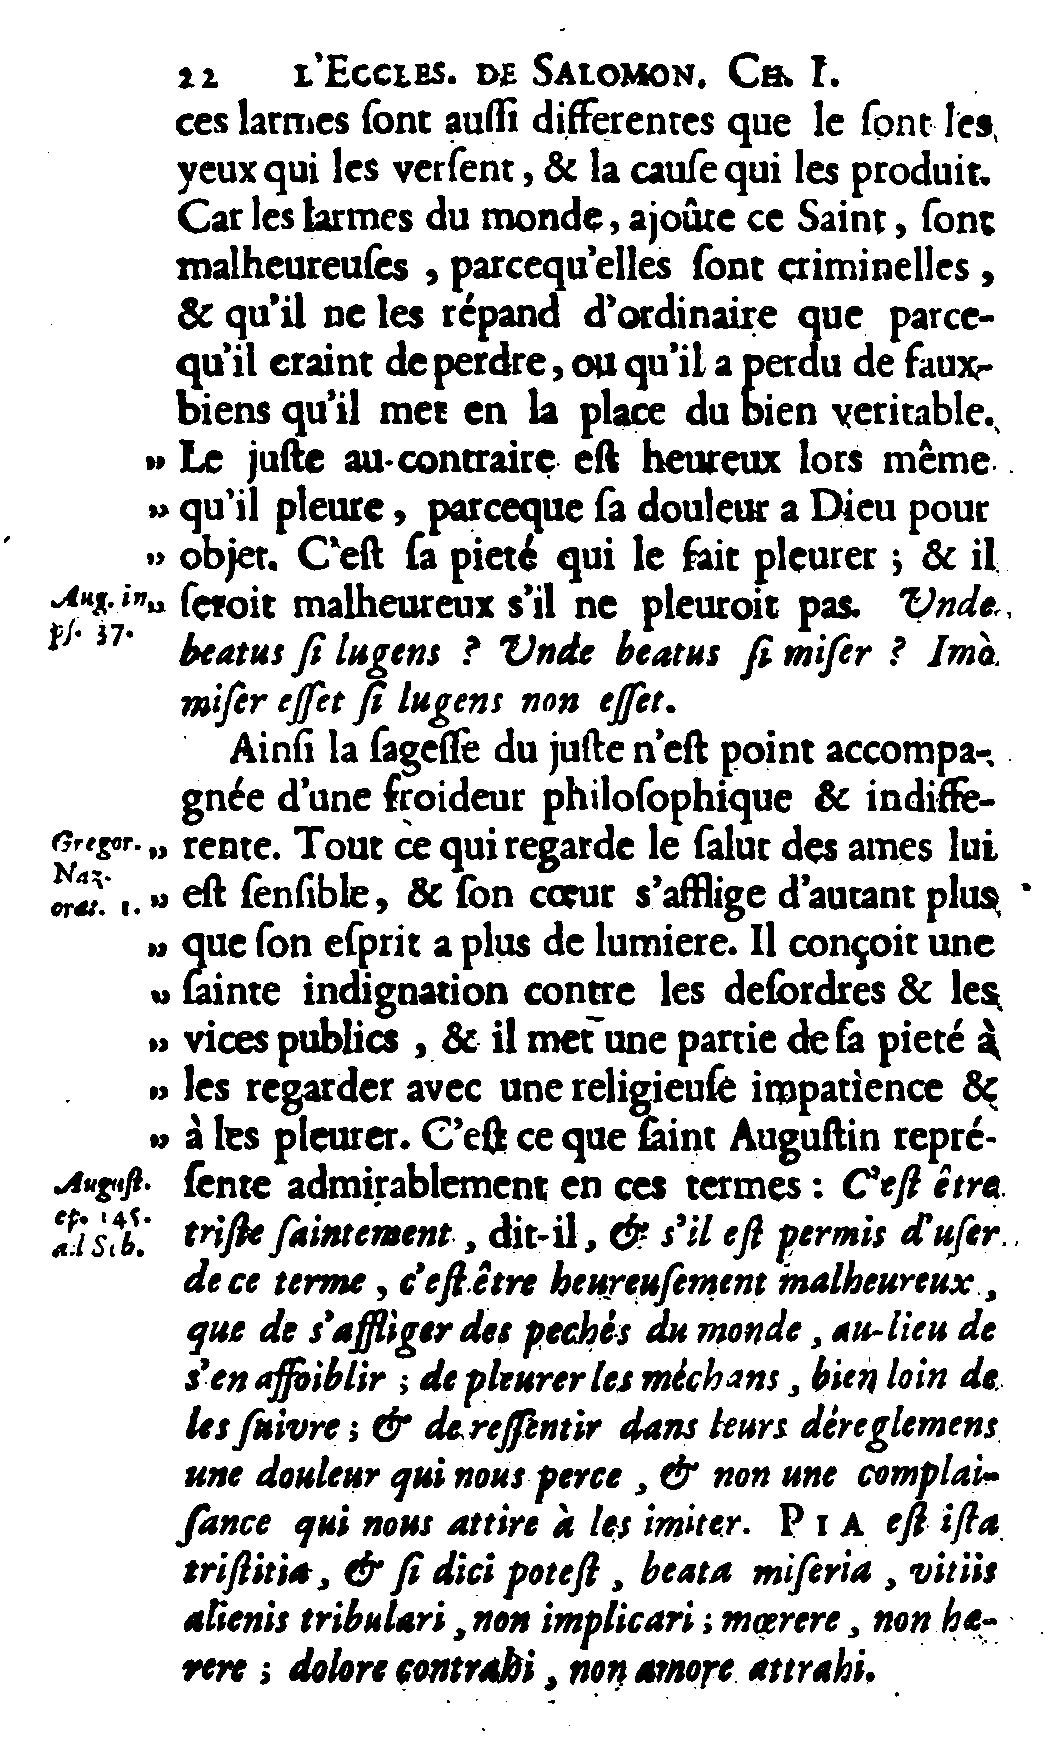 22 L'ECCLES. DE SALOMON. CH. I.
ces larmes ſont auſſi differentes que le ſont les
yeux qui les verſent, & la cauſe qui les produit.
Car les larmes du monde, ajoûte ce Saint, ſont
malheureuſes, parcequ'elles ſont criminelles,
& qu'il ne les répand d'ordinaire que parce-
qu'il craint de perdre, ou qu'il a perdu de faux-
biens qu'il met en la place du bien veritable.
„ Le juſte au-contraire eſt heureux lors même
„ qu'il pleure, parceque ſa douleur a Dieu pour
„ objet. C'eſt ſa pieté qui le fait pleurer ; & il
Aug. in „ ſeroit malheureux s'il ne pleuroit pas. Unde
pſ. 37.
beatus ſi lugens ? Unde beatus ſi miſer ? Imò
miſer eſſet ſi lugens non eſſet.
Ainſi la ſageſſe du juſte n'eſt point accompa-
gnée d'une froideur philoſophique & indiffe-
Gregor. „ rente. Tout ce qui regarde le ſalut des ames lui
Naz.
orat. 1. „ eſt ſenſible, & ſon cœur s'afflige d'autant plus
„ que ſon eſprit a plus de lumiere. Il conçoit une
„ ſainte indignation contre les deſordres & les
„ vices publics, & il met une partie de ſa pieté à
„ les regarder avec une religieuſe impatience &
„ à les pleurer. C'eſt ce que ſaint Auguſtin repré-
Auguſt. ſente admirablement en ces termes : C'eſt être
ep. 145.
ad Sib. triſte ſaintement, dit-il, & s'il eſt permis d'uſer
de ce terme, c'eſt être heureuſement malheureux,
que de s'affliger des pechés du monde, au-lieu de
s'en affoiblir ; de pleurer les méchans, bien loin de
les ſuivre ; & de reſſentir dans leurs déreglemens
une douleur qui nous perce, & non une complai-
ſance qui nous attire à les imiter. PIA eſt iſta
triſtitia, & ſi dici poteſt, beata miſeria, vitiis
alienis tribulari, non implicari ; mœrere, non hæ-
rere ; dolore contrahi, non amore attrahi.